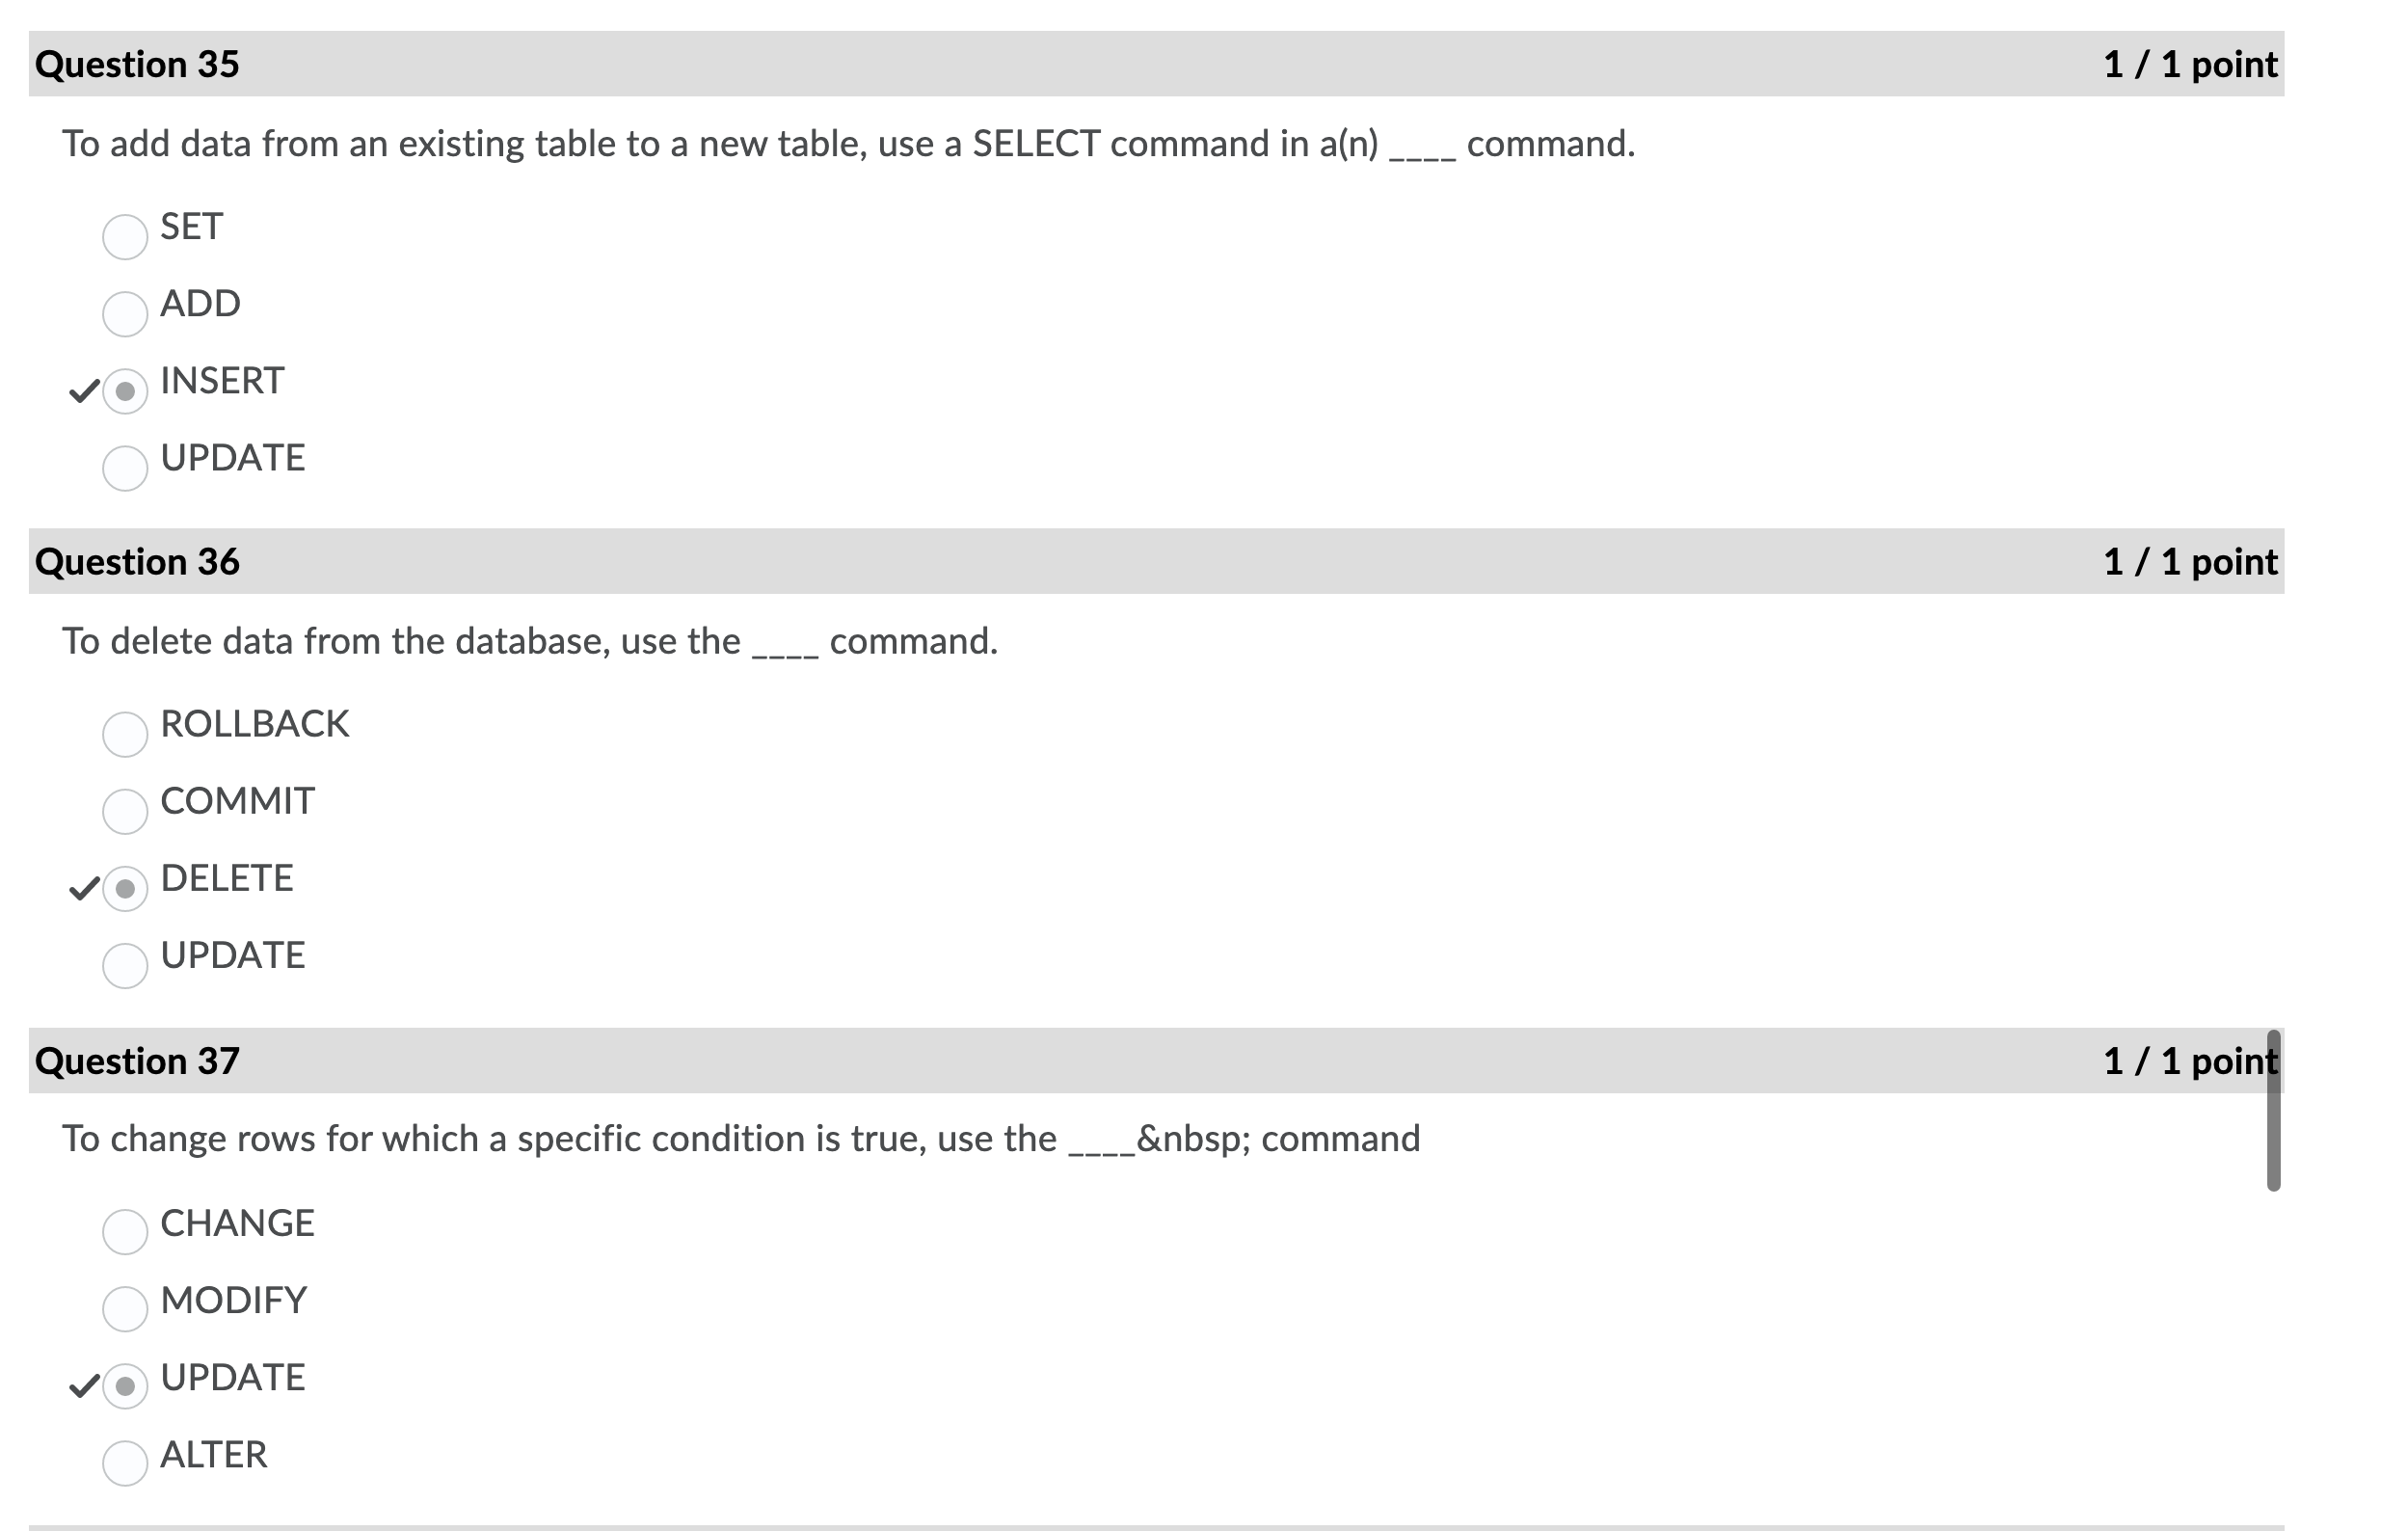 Question 35 1 / 1 point
To add data from an existing table to a new table, use a SELECT command in a(n) ____ command.
SET
ADD
INSERT
UPDATE
Question 36 1 / 1 point
To delete data from the database, use the ____ command.
ROLLBACK
COMMIT
DELETE
UPDATE
Question 37 1 / 1 point
To change rows for which a specific condition is true, use the ____&nbsp; command
CHANGE
MODIFY
UPDATE
ALTER